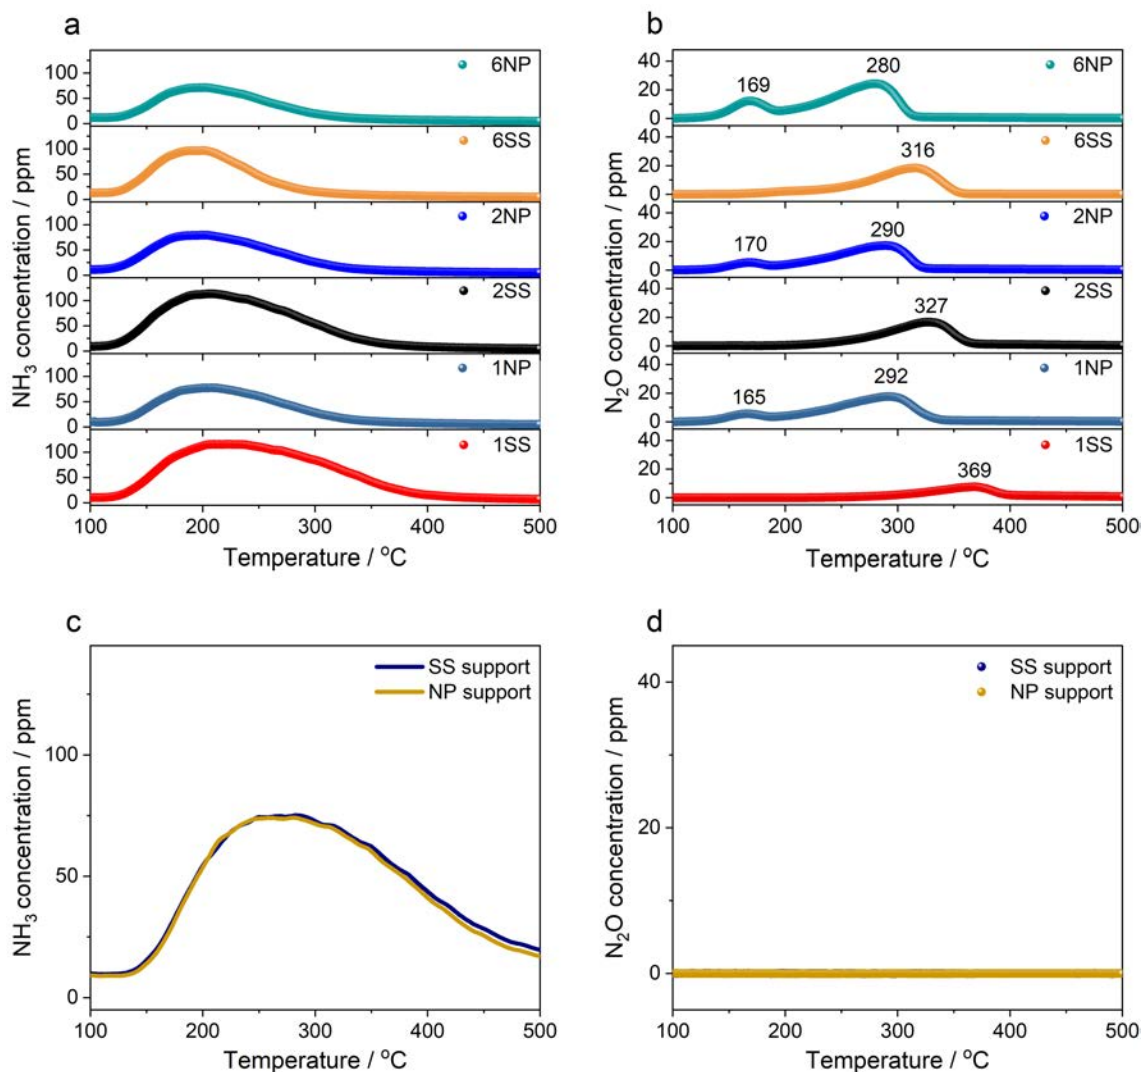 a
NH₃ concentration / ppm
100
50
0
6NP
100
50
0
6SS
100
50
0
2NP
100
50
0
2SS
100
50
0
1NP
100
50
0
1SS
100 200 300 400 500
Temperature / °C
b
N₂O concentration / ppm
40
20
0
169
280
6NP
40
20
0
316
6SS
40
20
0
170
290
2NP
40
20
0
327
2SS
40
20
0
165
292
1NP
40
20
0
369
1SS
100 200 300 400 500
Temperature / °C
c
NH₃ concentration / ppm
100
50
0
SS support
NP support
100 200 300 400 500
Temperature / °C
d
N₂O concentration / ppm
40
20
0
SS support
NP support
100 200 300 400 500
Temperature / °C